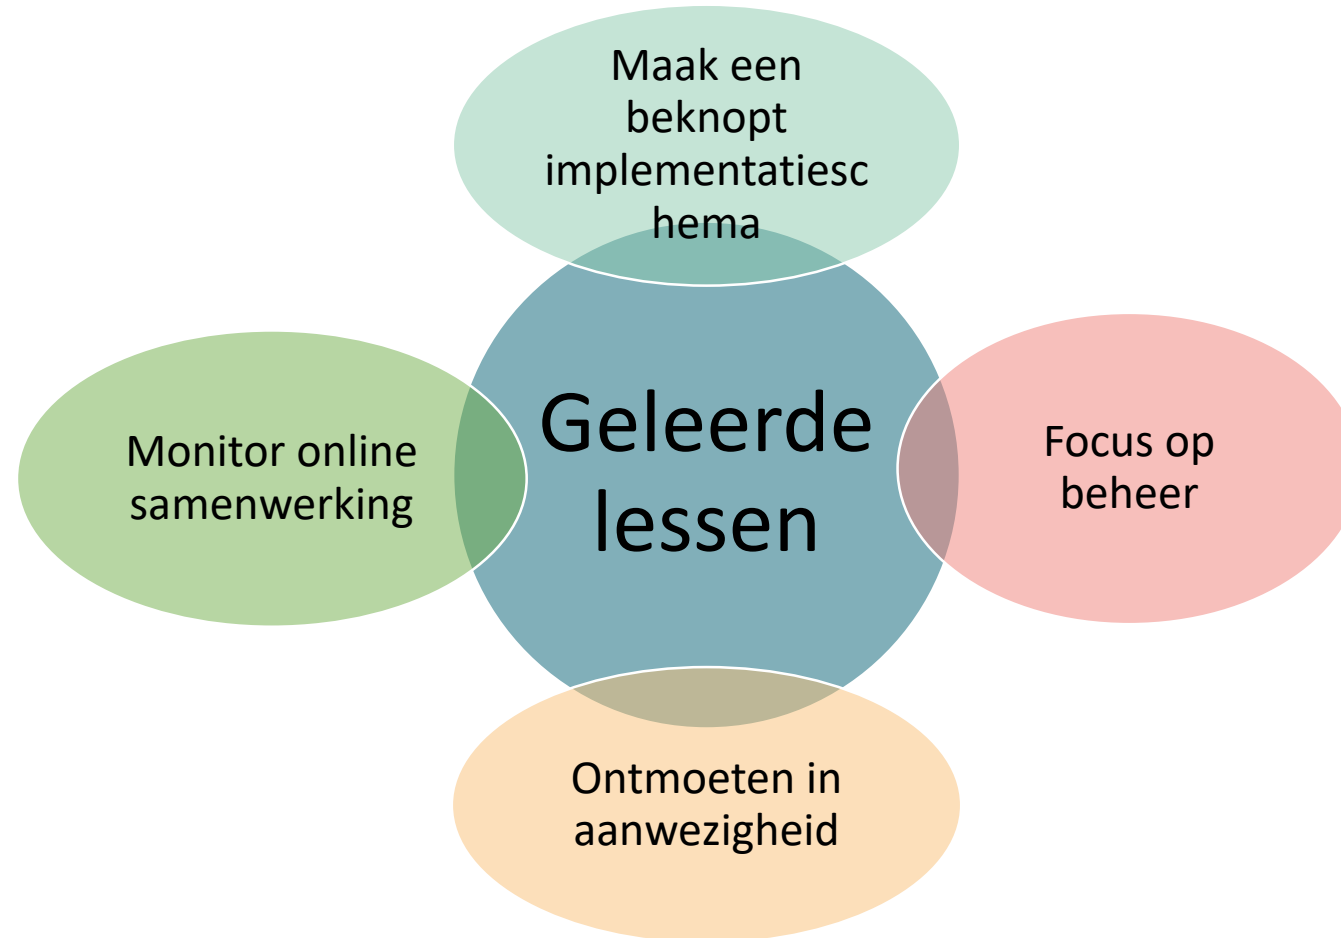 Maak een
beknopt
implementatiesc
hema
Geleerde
lessen
Monitor online
samenwerking
Focus op
beheer
Ontmoeten in
aanwezigheid